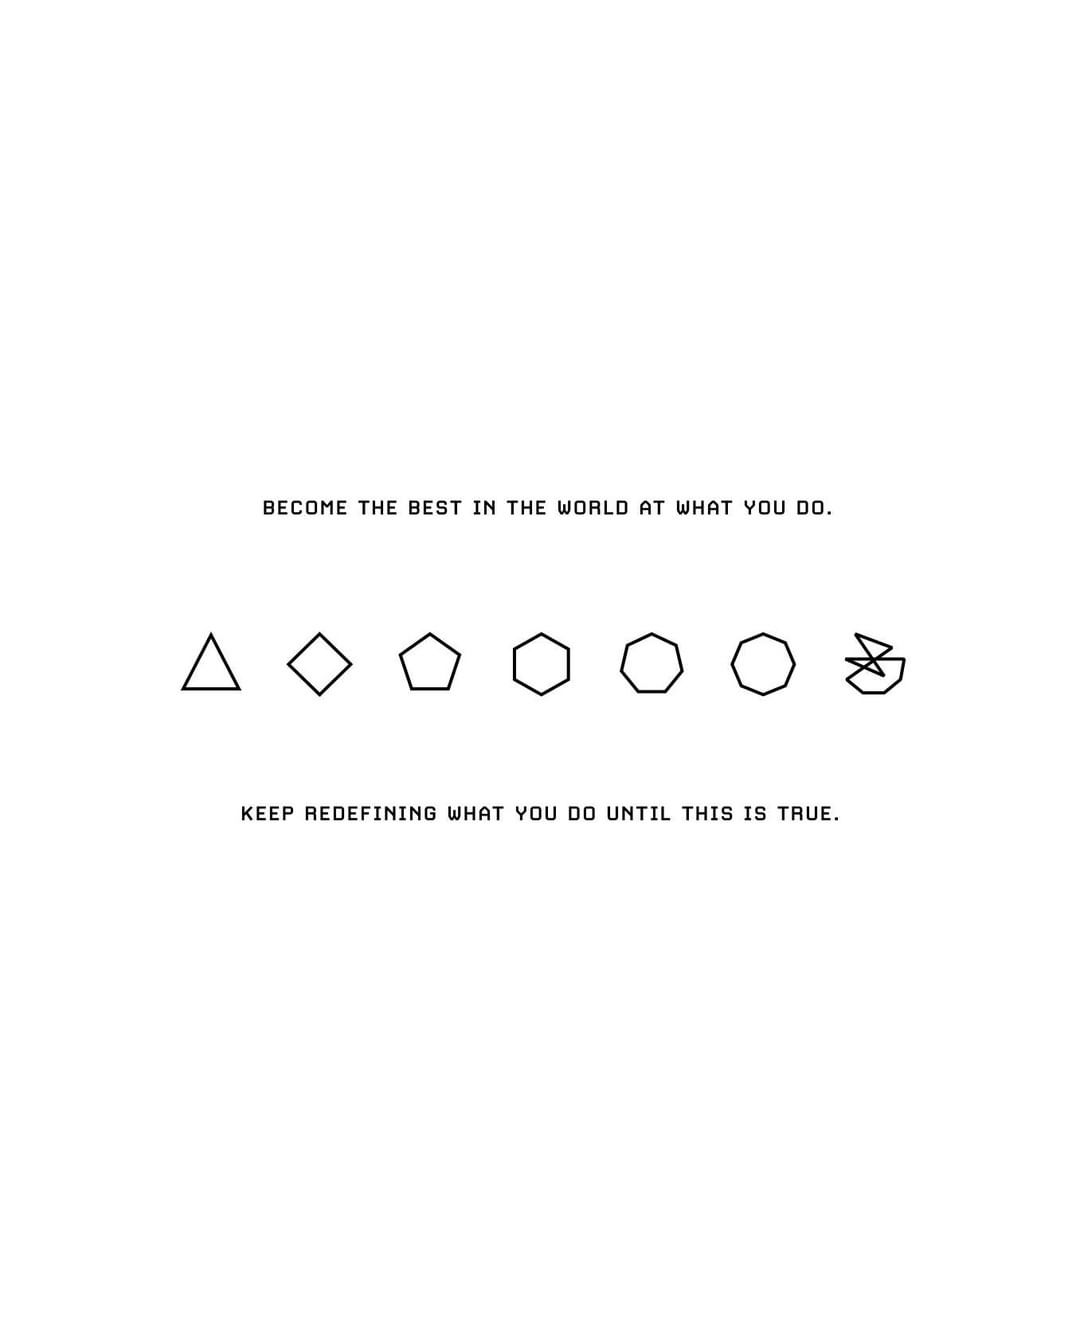 BECOME THE BEST IN THE WORLD AT WHAT YOU DO.
KEEP REDEFINING WHAT YOU DO UNTIL THIS IS TRUE.